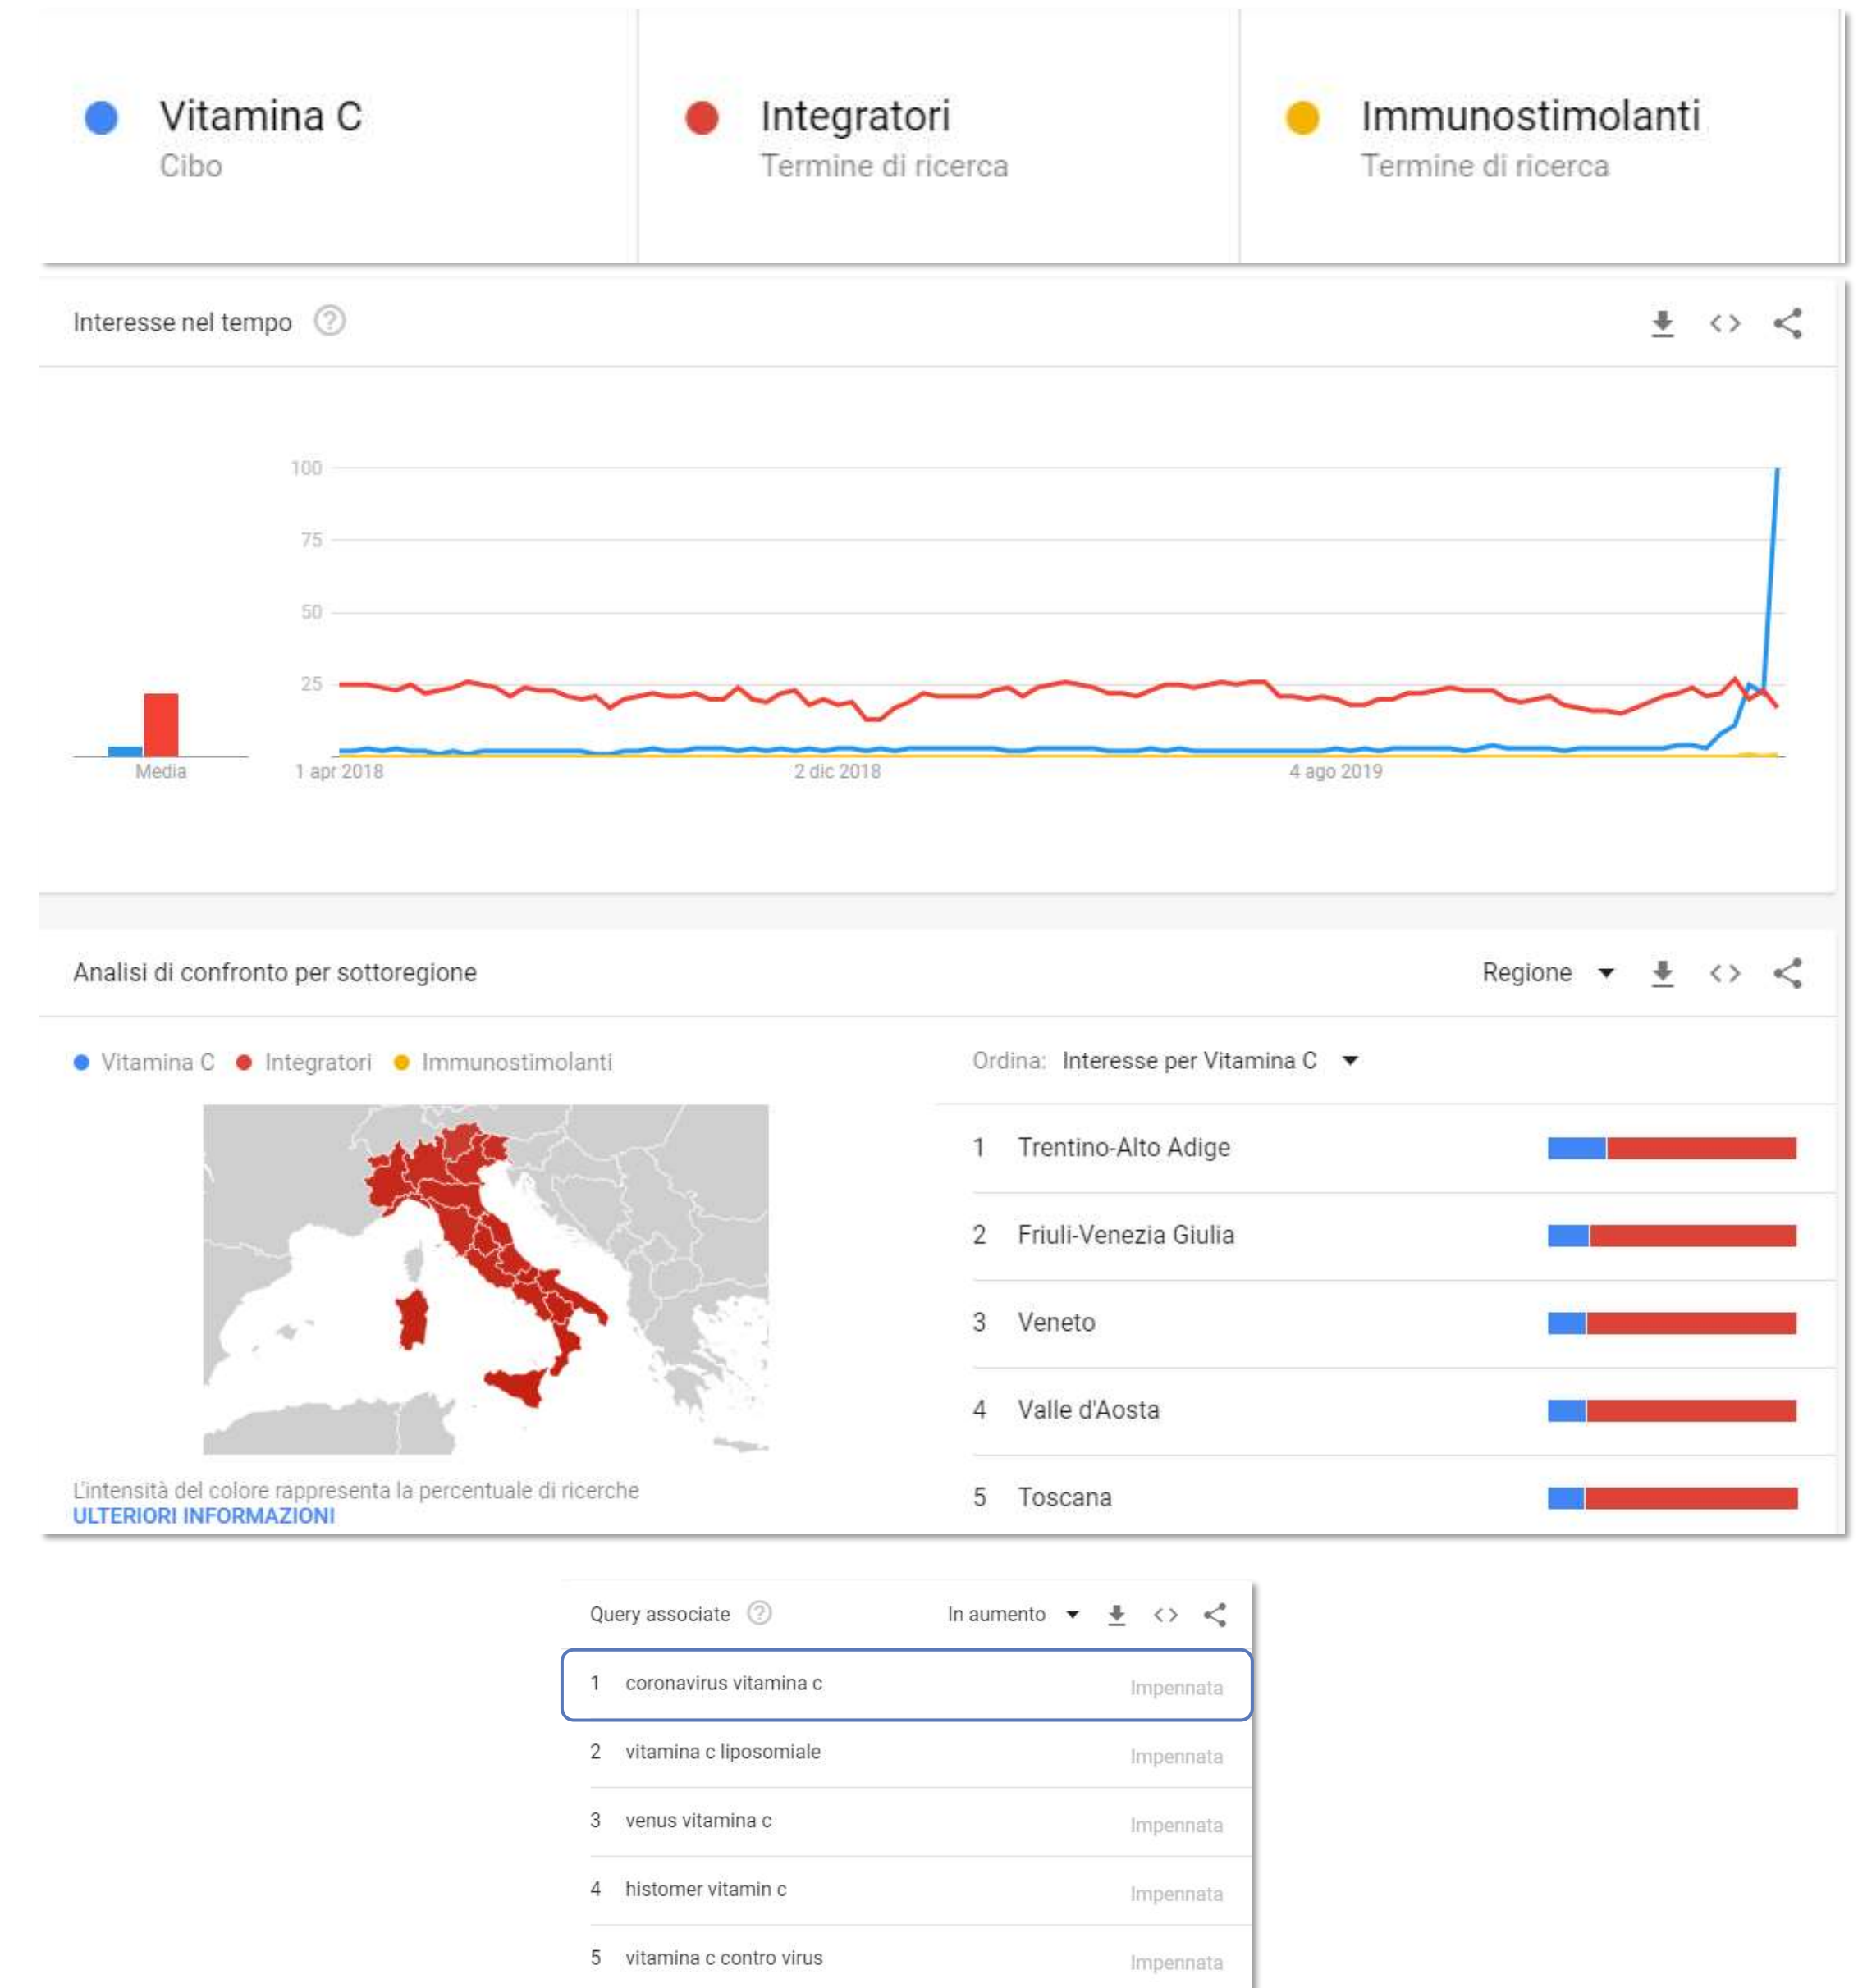 Vitamina C
Cibo
Integratori
Termine di ricerca
Immunostimolanti
Termine di ricerca
Interesse nel tempo ?
100
75
50
25
Media
1 apr 2018
2 dic 2018
4 ago 2019
Analisi di confronto per sottoregione
Regione
Vitamina C Integratori Immunostimolanti
Ordina: Interesse per Vitamina C
1 Trentino-Alto Adige
2 Friuli-Venezia Giulia
3 Veneto
4 Valle d'Aosta
5 Toscana
L'intensità del colore rappresenta la percentuale di ricerche
ULTERIORI INFORMAZIONI
Query associate ? In aumento
1 coronavirus vitamina c Impennata
2 vitamina c liposomiale Impennata
3 venus vitamina c Impennata
4 histomer vitamin c Impennata
5 vitamina c contro virus Impennata